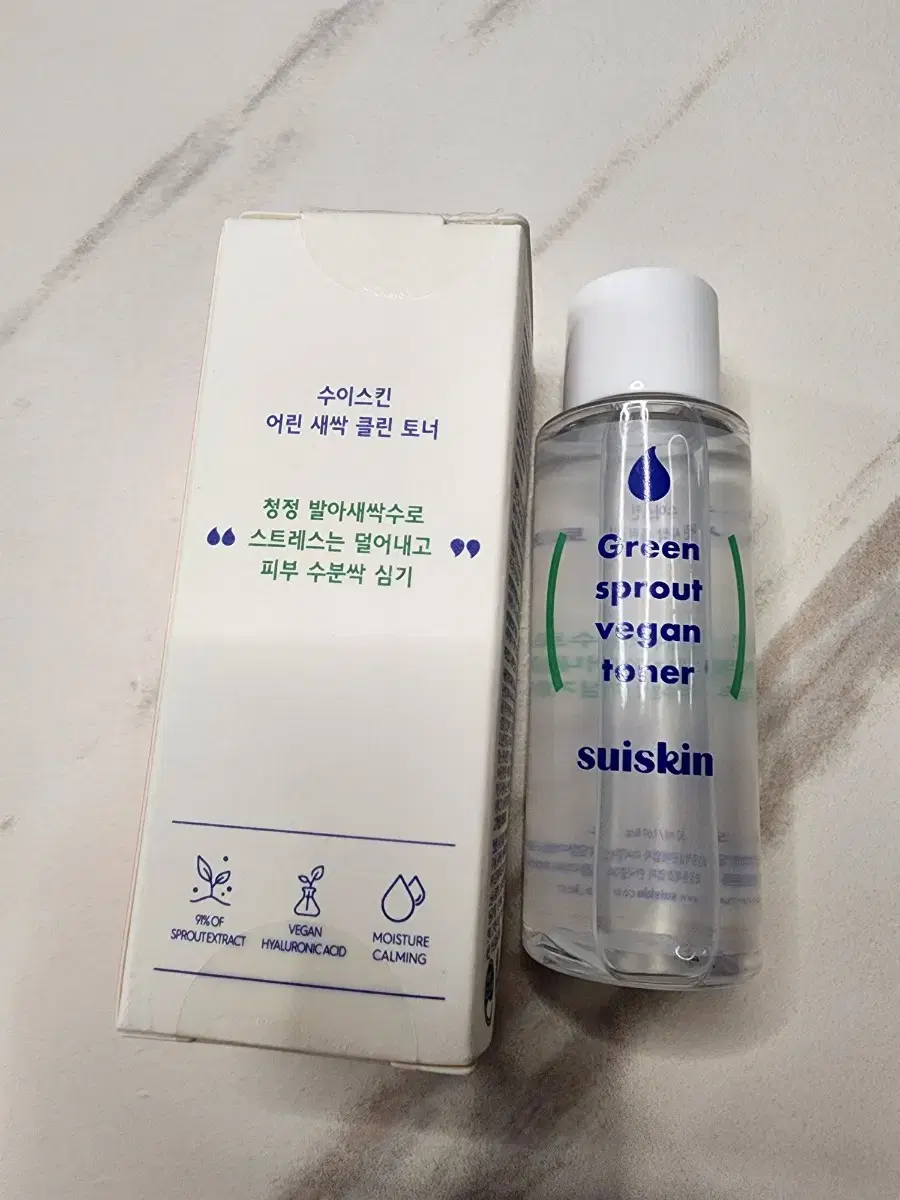 수이스킨
어린 새싹 클린 토너
청정 발아새싹수로
“ 스트레스는 덜어내고 ”
피부 수분싹 심기
91% OF
SPROUT EXTRACT
VEGAN
HYALURONIC ACID
MOISTURE
CALMING
Green
sprout
vegan
toner
suiskin